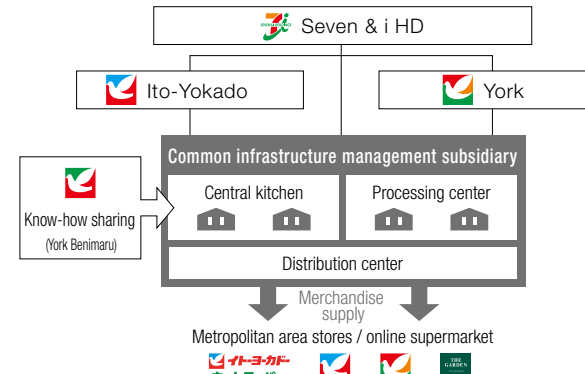 Seven & i HD
Ito-Yokado
York
Common infrastructure management subsidiary
Know-how sharing
(York Benimaru)
Central kitchen
Processing center
Distribution center
Merchandise
supply
Metropolitan area stores / online supermarket
イトーヨーカドー
THE
GARDEN